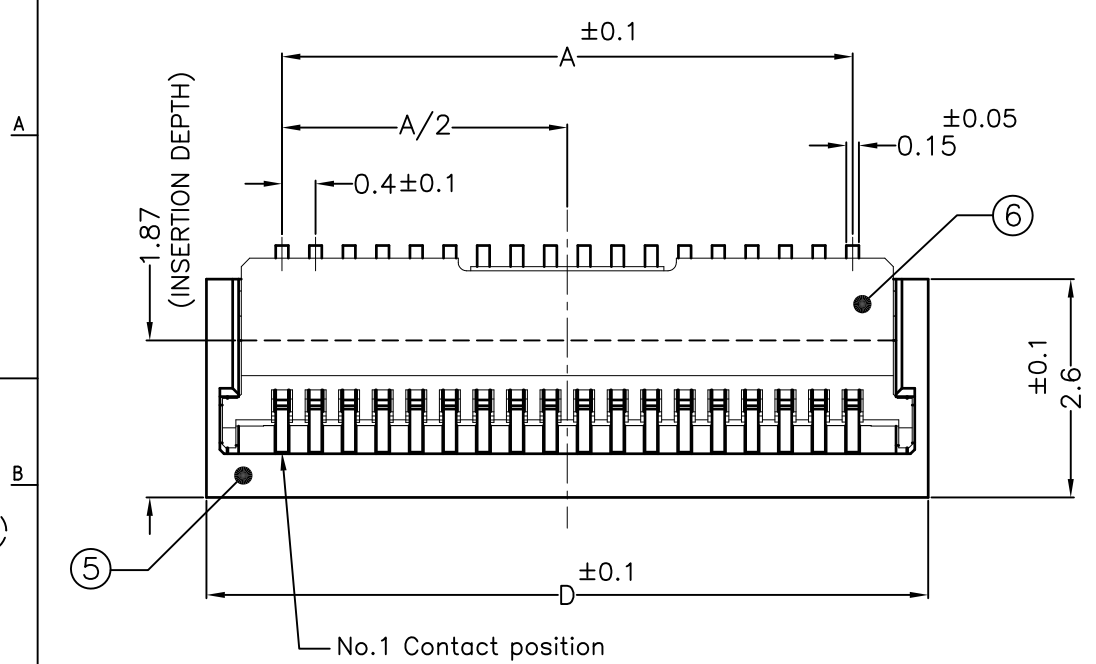 ±0.1
A
A
A/2
±0.05
0.15
0.4±0.1
1.87
(INSERTION DEPTH)
6
±0.1
2.6
B
5
±0.1
D
No.1 Contact position